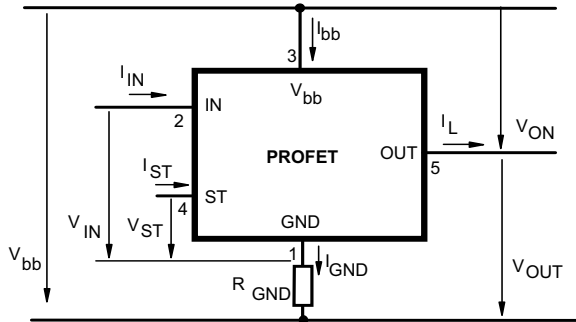 I bb
3
I IN
V bb
IN
2
I L
V ON
PROFET
OUT
5
I ST
ST
4
V IN
V ST
GND
V bb
1
I GND
V OUT
R GND